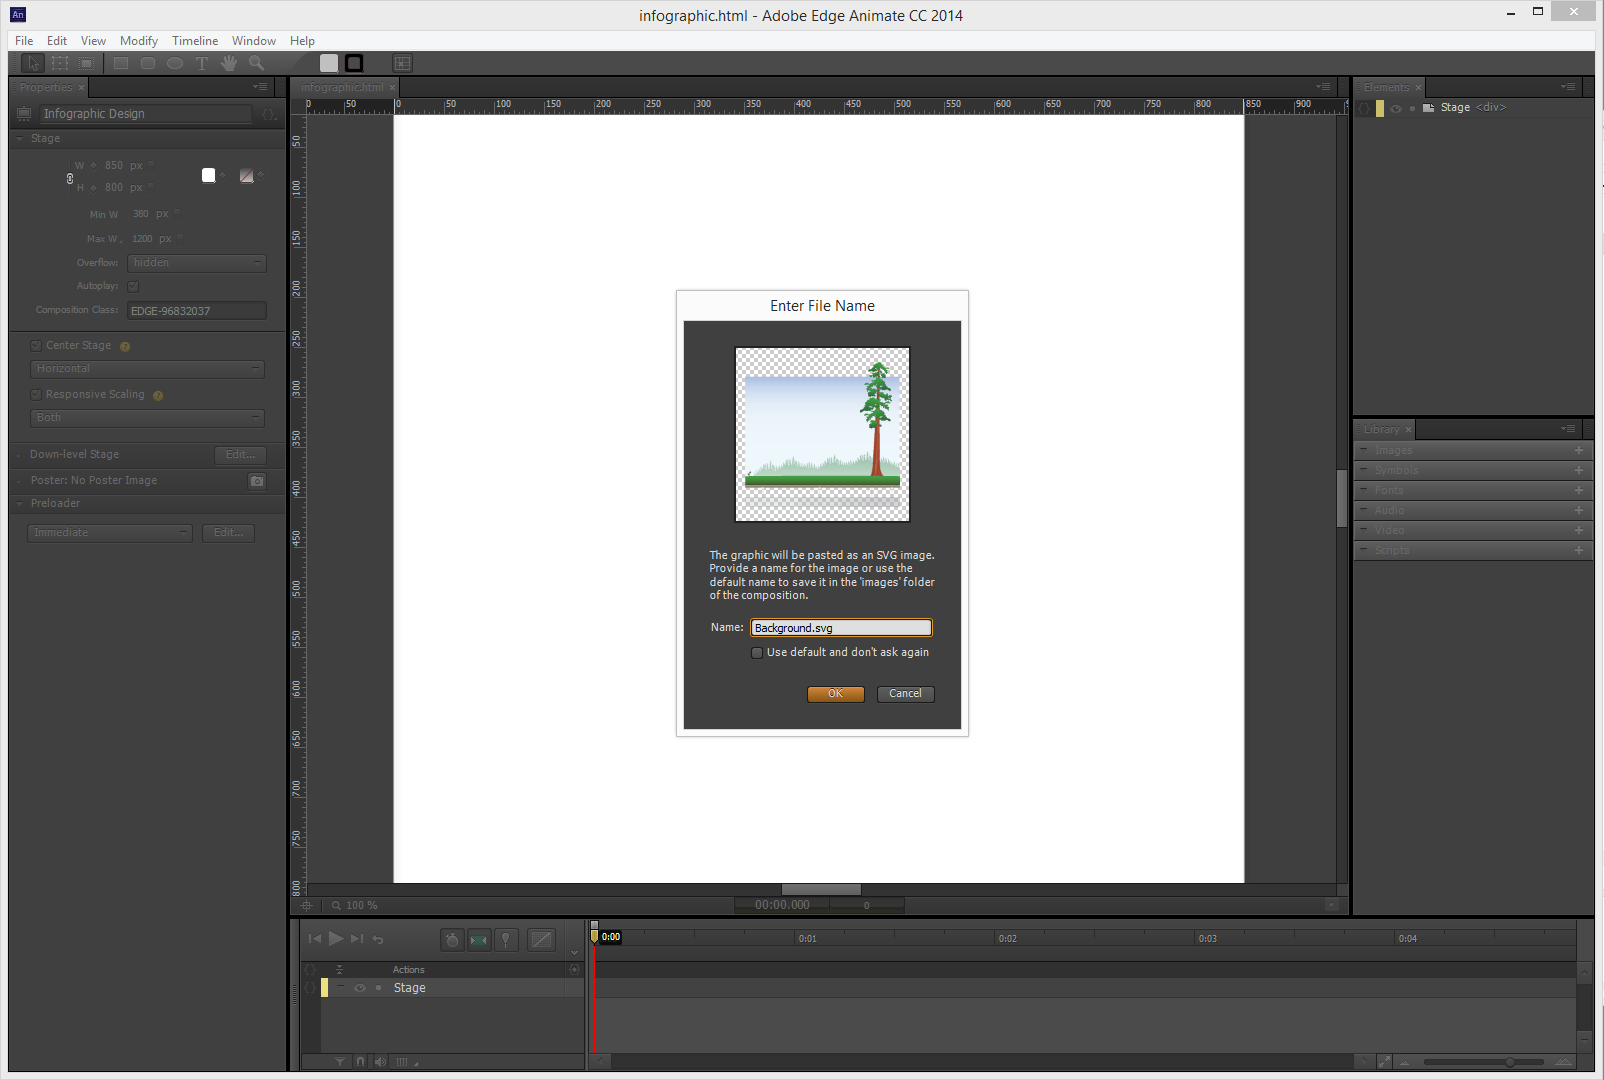 An
infographic.html - Adobe Edge Animate CC 2014
File Edit View Modify Timeline Window Help
Properties
infographic.html
Elements
Infographic Design
Stage
W 850 px
H 800 px
Min W 380 px
Max W 1200 px
Overflow: hidden
Autoplay:
Composition Class: EDGE-96832037
Center Stage
Horizontal
Responsive Scaling
Both
Down-level Stage Edit...
Poster: No Poster Image
Preloader
Immediate Edit...
0 50 0 50 100 150 200 250 300 350 400 450 500 550 600 650 700 750 800 850 900
50
100
150
200
250
300
350
400
450
500
550
600
650
700
750
800
Enter File Name
The graphic will be pasted as an SVG image.
Provide a name for the image or use the
default name to save it in the 'images' folder
of the composition.
Name: Background.svg
Use default and don't ask again
OK Cancel
Stage <div>
Library
Images
Symbols
Fonts
Audio
Video
Scripts
100 % 00:00.000 0
0:00 0:01 0:02 0:03 0:04
Actions
Stage